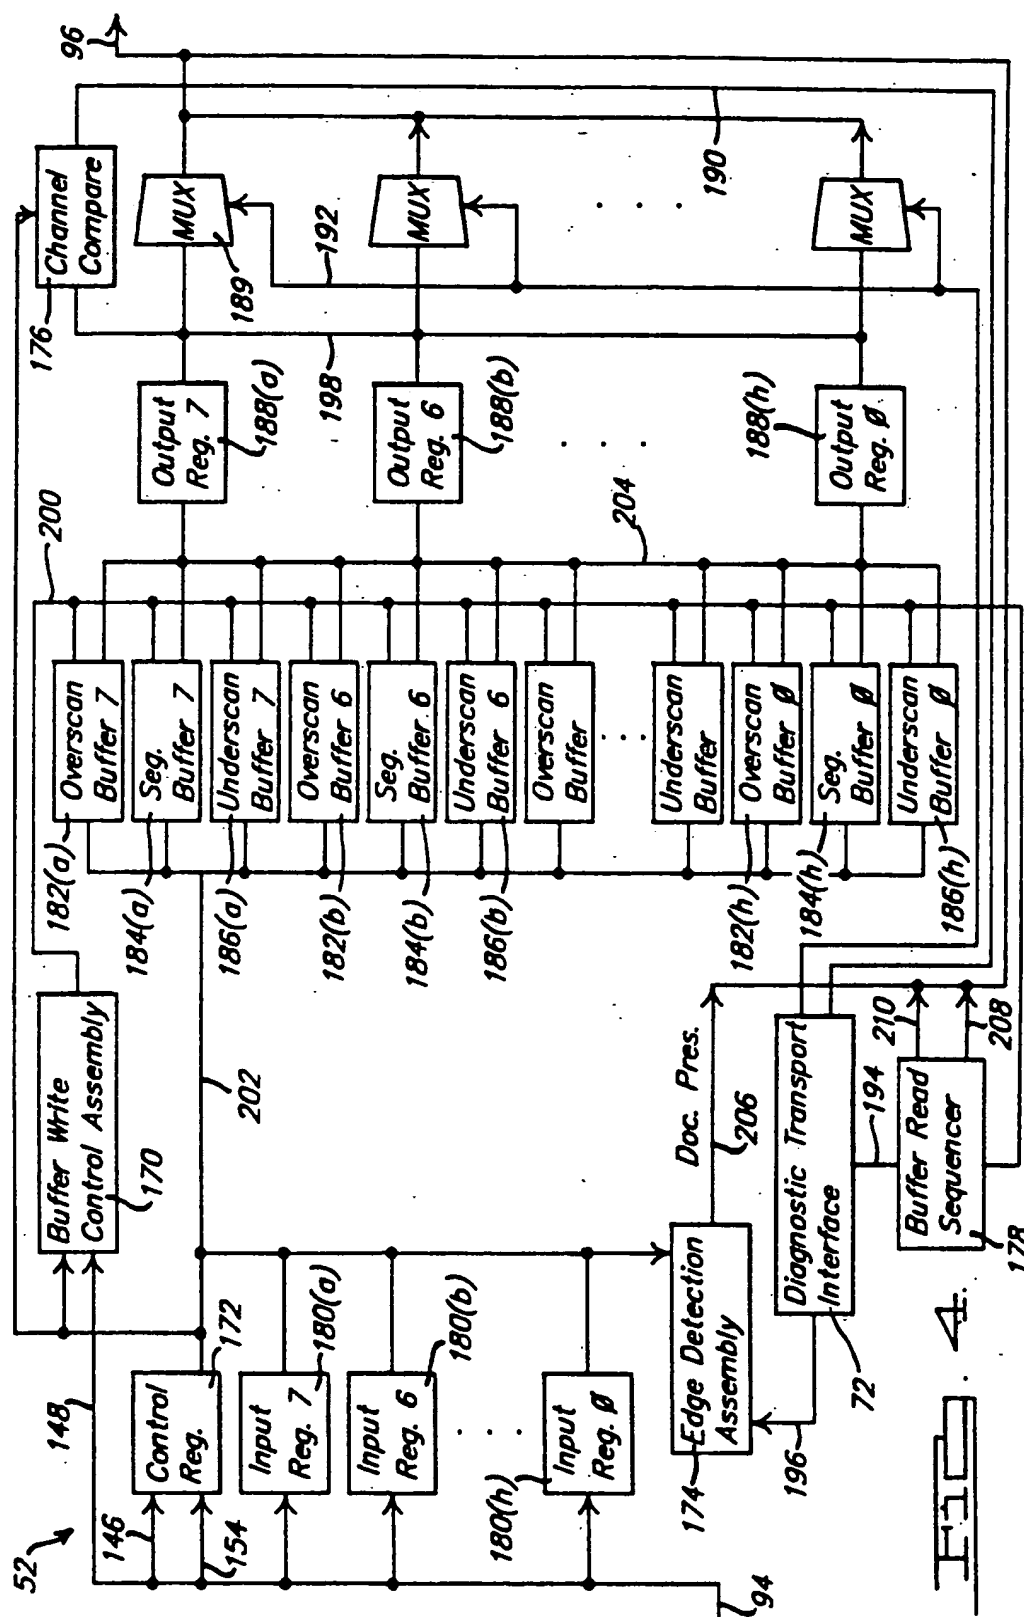 52
94
148
146
154
Control
Reg.
172
Input
Reg. 7
180(a)
Input
Reg. 6
180(b)
. . .
Input
Reg. Ø
180(h)
Edge Detection
Assembly
174
196
Buffer Write
Control Assembly
170
202
Doc. Pres.
206
Diagnostic Transport
Interface
72
194
Buffer Read
Sequencer
178
210
208
Overscan
Buffer 7
182(a)
Seg.
Buffer 7
184(a)
Underscan
Buffer 7
186(a)
Overscan
Buffer 6
182(b)
Seg.
Buffer 6
184(b)
Underscan
Buffer 6
186(b)
Overscan
Buffer
. . .
Underscan
Buffer
Overscan
Buffer Ø
182(h)
Seg.
Buffer Ø
184(h)
Underscan
Buffer Ø
186(h)
200
204
Output
Reg. 7
188(a)
Output
Reg. 6
188(b)
. . .
Output
Reg. Ø
188(h)
198
176
Channel
Compare
MUX
189
192
MUX
. . .
MUX
190
96
FIG. 4